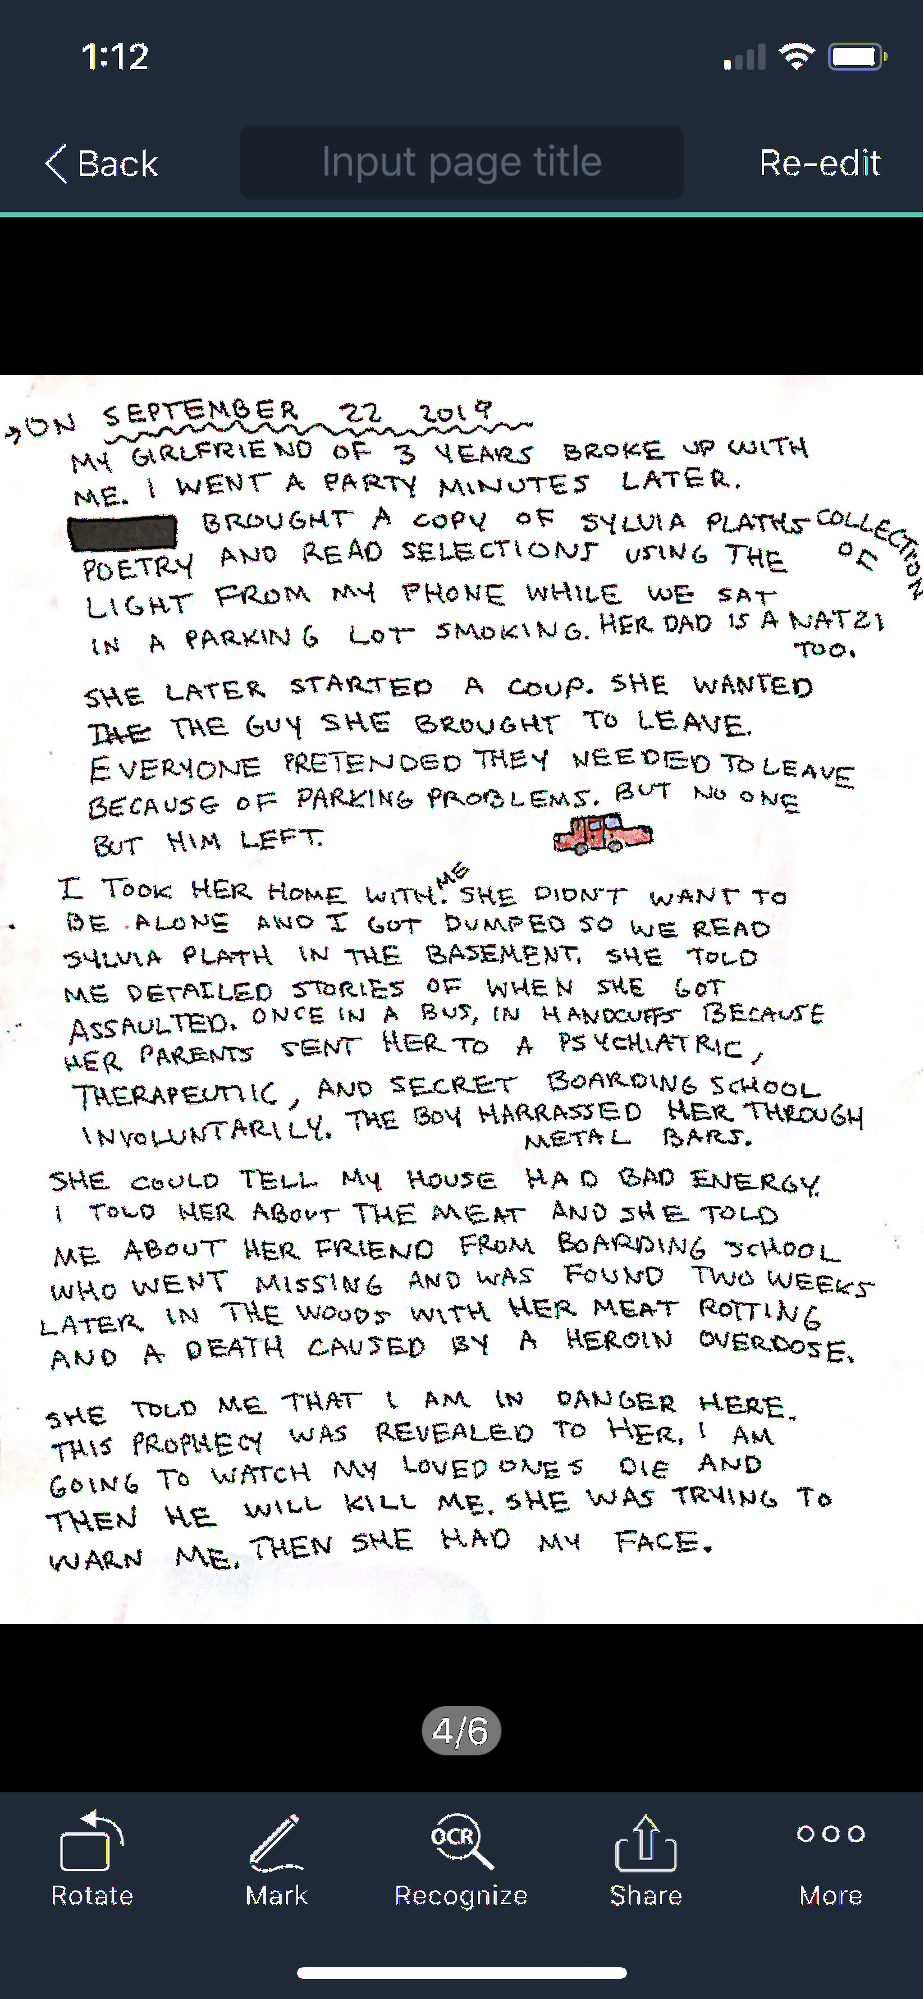 1:12
Back
Input page title
Re-edit
→ON SEPTEMBER 22 2019
MY GIRLFRIEND OF 3 YEARS BROKE UP WITH
ME. I WENT A PARTY MINUTES LATER.
BROUGHT A COPY OF SYLVIA PLATHS COLLECTION
OF
POETRY AND READ SELECTIONS USING THE
LIGHT FROM MY PHONE WHILE WE SAT
IN A PARKING LOT SMOKING. HER DAD IS A NATZI
TOO.
SHE LATER STARTED A COUP. SHE WANTED
THE THE GUY SHE BROUGHT TO LEAVE.
EVERYONE PRETENDED THEY NEEDED TO LEAVE
BECAUSE OF PARKING PROBLEMS. BUT NO ONE
BUT HIM LEFT.
I TOOK HER HOME WITH ME. SHE DIDN'T WANT TO
BE ALONE AND I GOT DUMPED SO WE READ
SYLVIA PLATH IN THE BASEMENT. SHE TOLD
ME DETAILED STORIES OF WHEN SHE GOT
ASSAULTED. ONCE IN A BUS, IN HANDCUFFS BECAUSE
HER PARENTS SENT HER TO A PSYCHIATRIC,
THERAPEUTIIC, AND SECRET BOARDING SCHOOL
INVOLUNTARILY. THE BOY HARRASSED HER THROUGH
METAL BARS.
SHE COULD TELL MY HOUSE HAD BAD ENERGY.
I TOLD HER ABOUT THE MEAT AND SHE TOLD
ME ABOUT HER FRIEND FROM BOARDING SCHOOL
WHO WENT MISSING AND WAS FOUND TWO WEEKS
LATER IN THE WOODS WITH HER MEAT ROTTING
AND A DEATH CAUSED BY A HEROIN OVERDOSE.
SHE TOLD ME THAT I AM IN DANGER HERE.
THIS PROPHECY WAS REVEALED TO HER. I AM
GOING TO WATCH MY LOVED ONES DIE AND
THEN HE WILL KILL ME. SHE WAS TRYING TO
WARN ME. THEN SHE HAD MY FACE.
4/6
OCR
Rotate
Mark
Recognize
Share
More